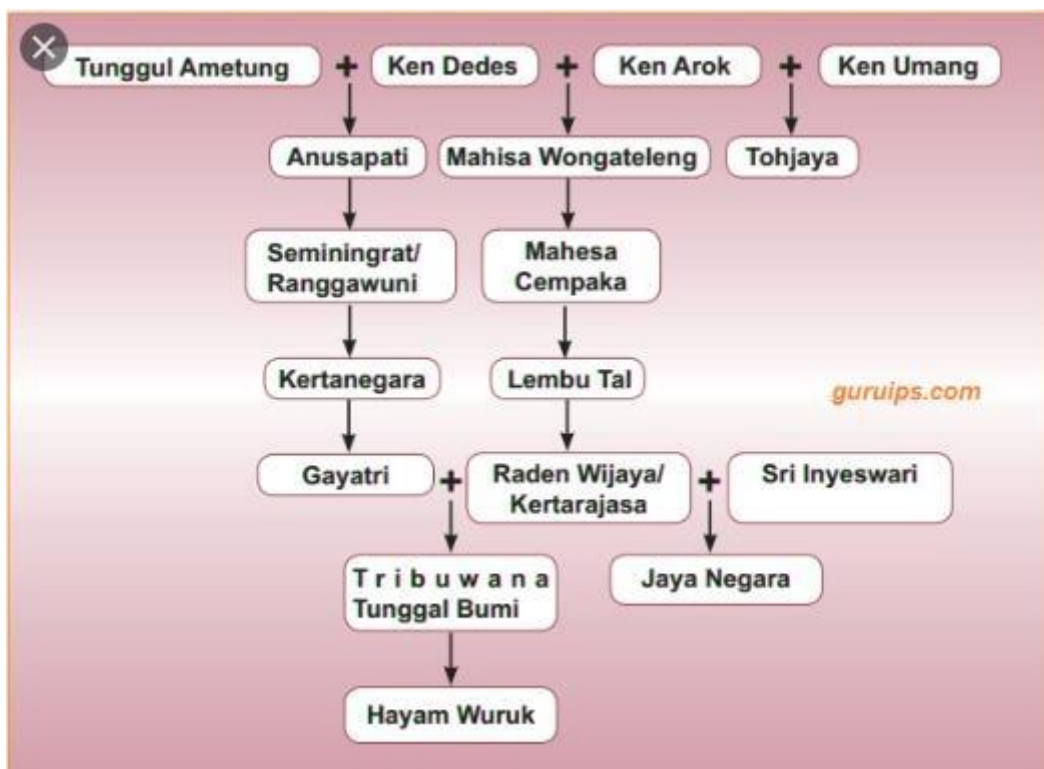 Tunggul Ametung + Ken Dedes + Ken Arok + Ken Umang
Anusapati Mahisa Wongateleng Tohjaya
Seminingrat/
Ranggawuni
Mahesa
Cempaka
Kertanegara Lembu Tal
guruips.com
Gayatri + Raden Wijaya/
Kertarajasa
+ Sri Inyeswari
Tribuwana
Tunggal Bumi
Jaya Negara
Hayam Wuruk